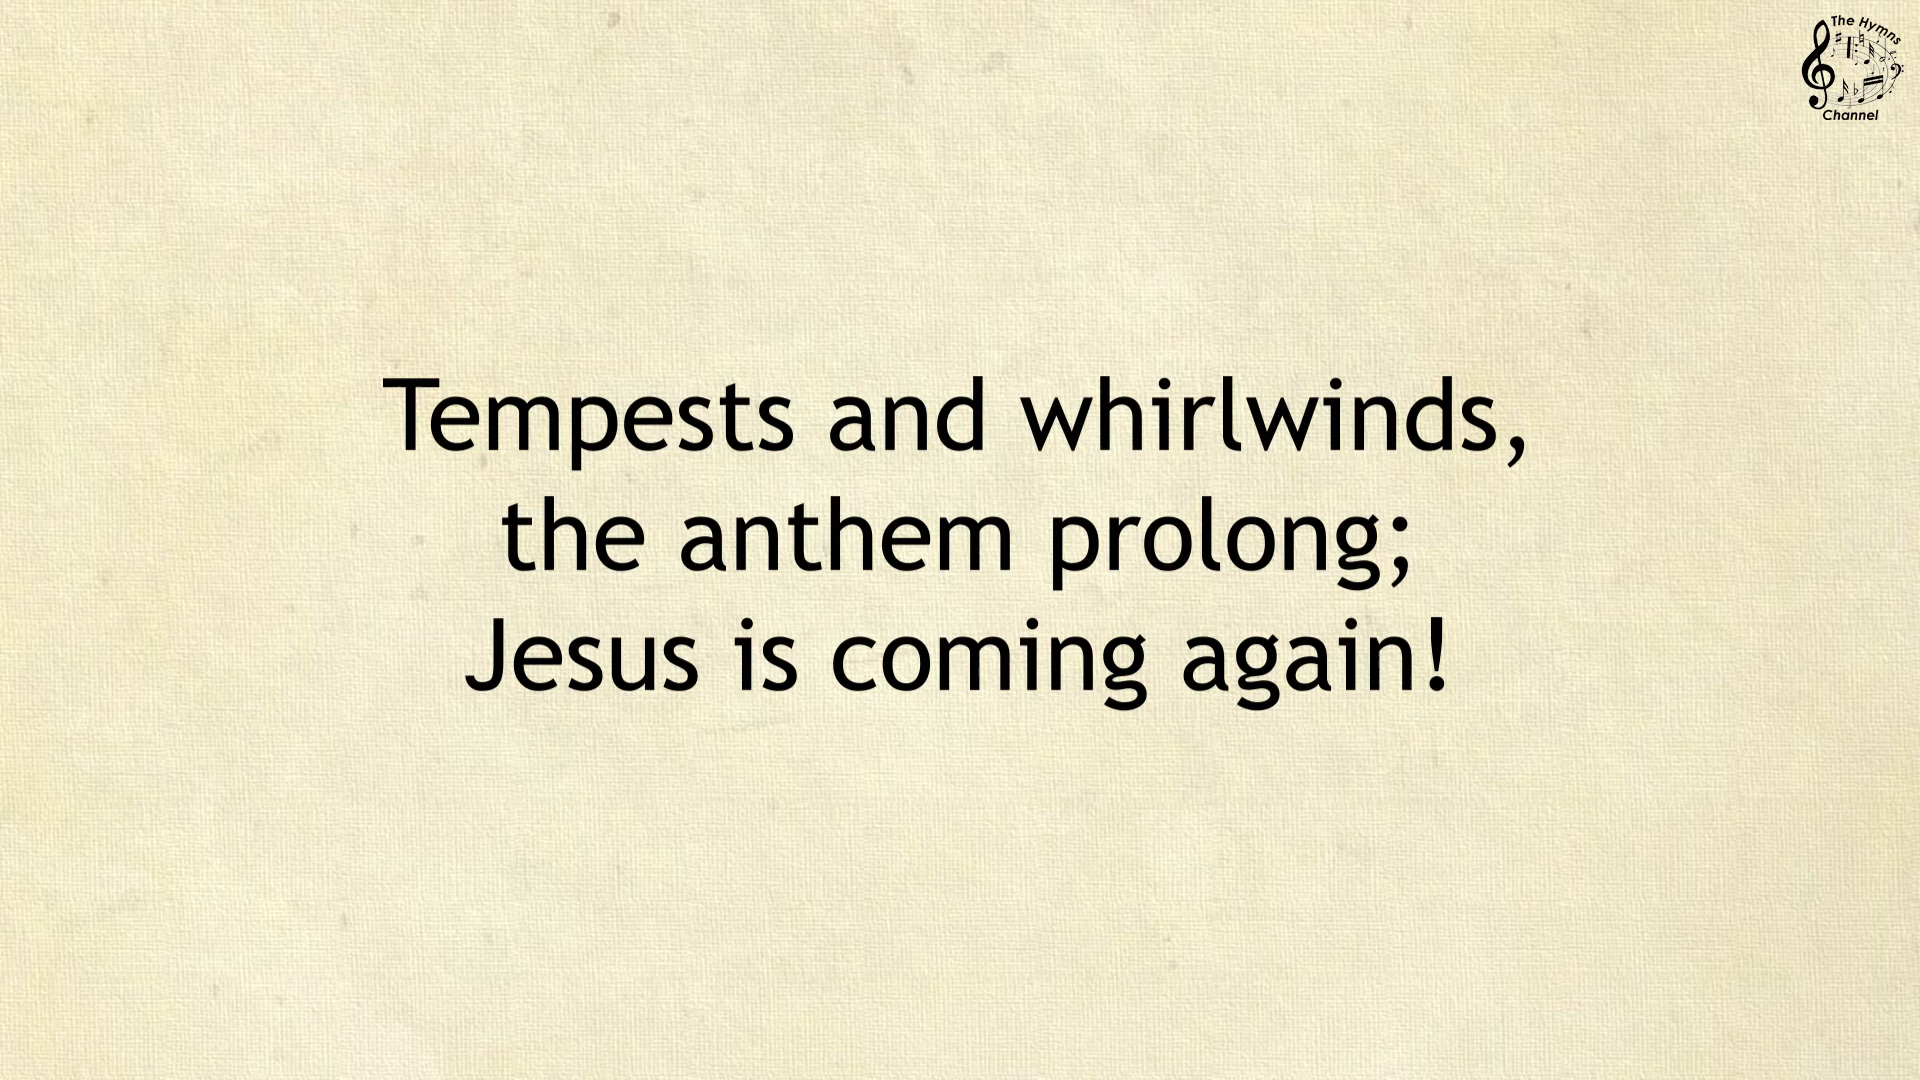 The Hymns
Channel
Tempests and whirlwinds,
the anthem prolong;
Jesus is coming again!